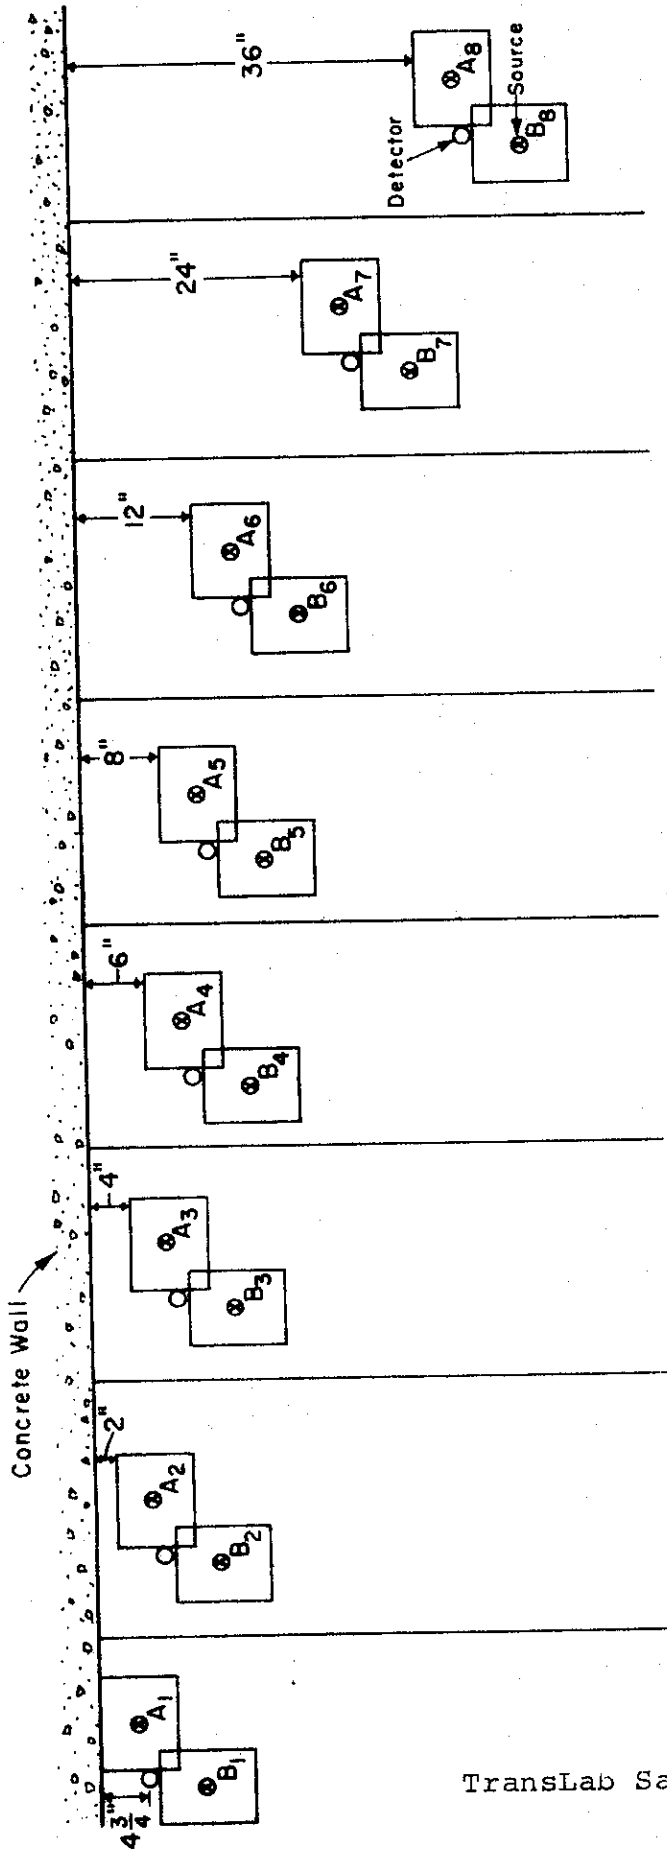 Concrete Wall
4 3/4"
2"
4"
6"
8"
12"
24"
36"
A1
B1
A2
B2
A3
B3
A4
B4
A5
B5
A6
B6
A7
B7
Detector
A8
B8
Source
TransLab Sa